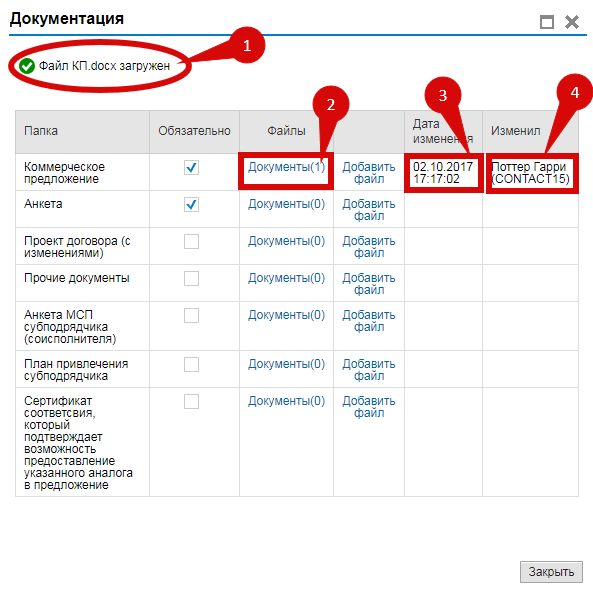 Документация
1
Файл КП.docx загружен
2
3
4
Папка
Обязательно
Файлы
Дата
изменения
Изменил
Коммерческое
предложение
Документы(1)
Добавить
файл
02.10.2017
17:17:02
Поттер Гарри
(CONTACT15)
Анкета
Документы(0)
Добавить
файл
Проект договора (с
изменениями)
Документы(0)
Добавить
файл
Прочие документы
Документы(0)
Добавить
файл
Анкета МСП
субподрядчика
(соисполнителя)
Документы(0)
Добавить
файл
План привлечения
субподрядчика
Документы(0)
Добавить
файл
Сертификат
соответсвия,
который
подтверждает
возможность
предоставление
указанного аналога
в предложение
Документы(0)
Добавить
файл
Закрыть